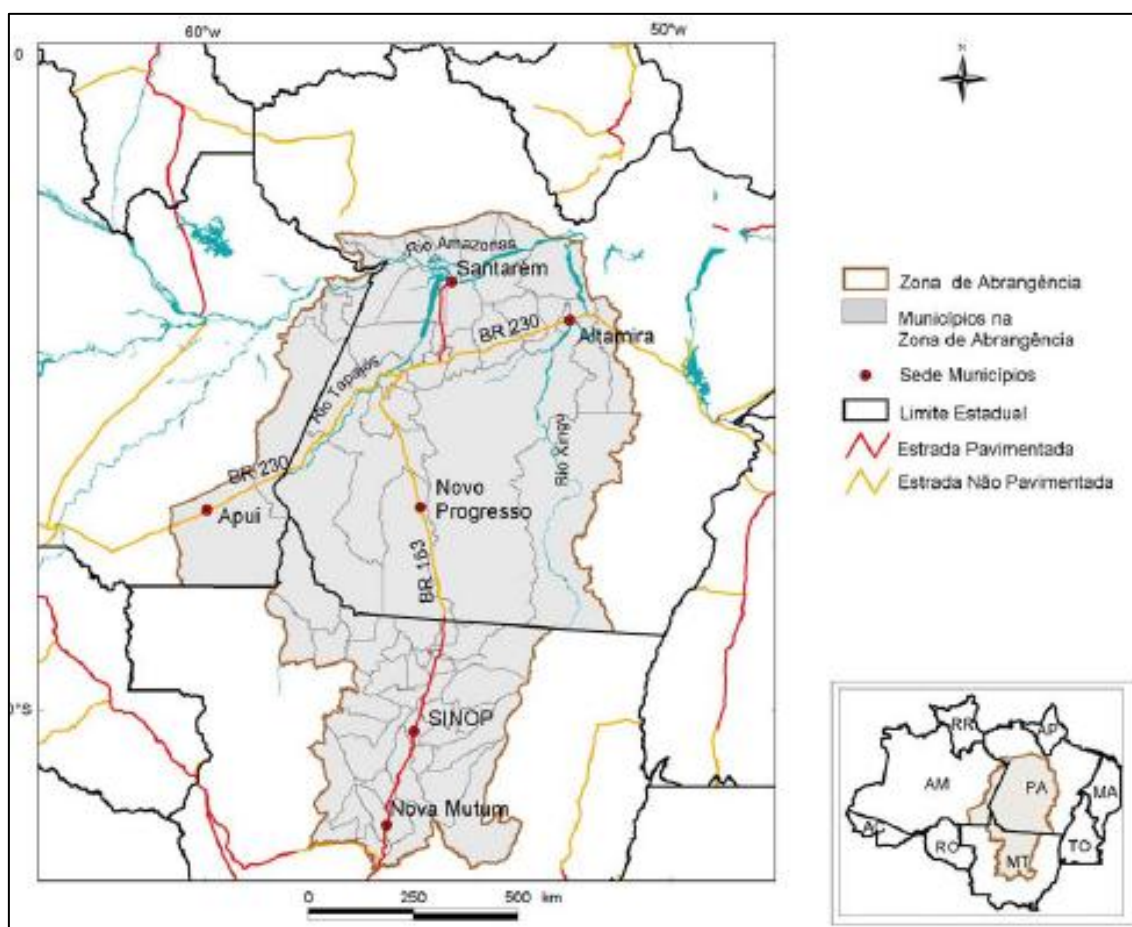 60°w
50°w
0
N
Rio Amazonas
Santarém
BR 230
Altamira
Rio Tapajós
Rio Xingu
BR 230
Apuí
Novo
Progresso
BR 163
0°s
SINOP
Nova Mutum
0 250 500 km
Zona de Abrangência
Municípios na
Zona de Abrangência
Sede Municípios
Limite Estadual
Estrada Pavimentada
Estrada Não Pavimentada
RR
AP
AM
PA
MA
AC
RO
TO
MT